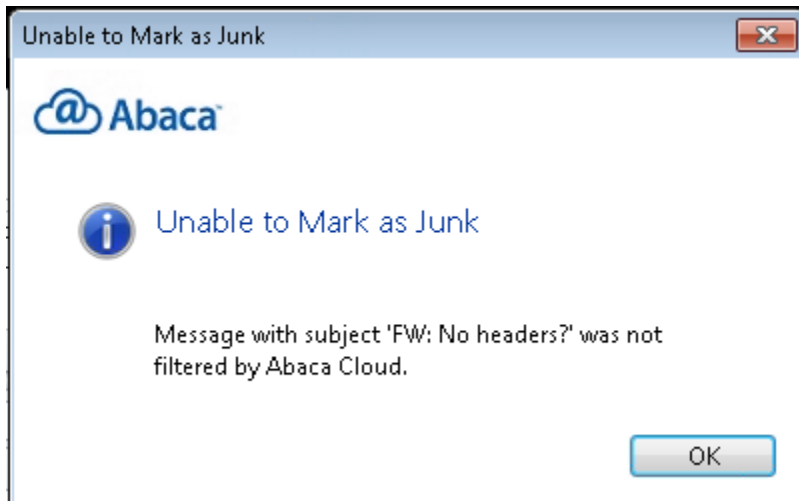 Unable to Mark as Junk
@ Abaca™
Unable to Mark as Junk
Message with subject 'FW: No headers?' was not
filtered by Abaca Cloud.
OK